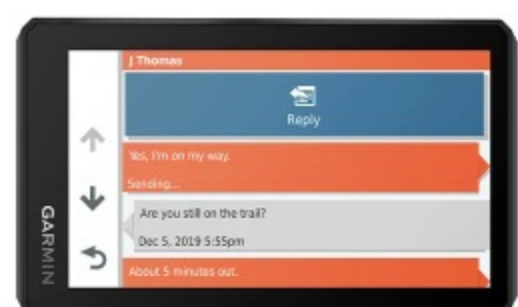 J Thomas
Reply
Yes, I'm on my way.
Sending...
Are you still on the trail?
Dec 5, 2019 5:55pm
About 5 minutes out.
GARMIN